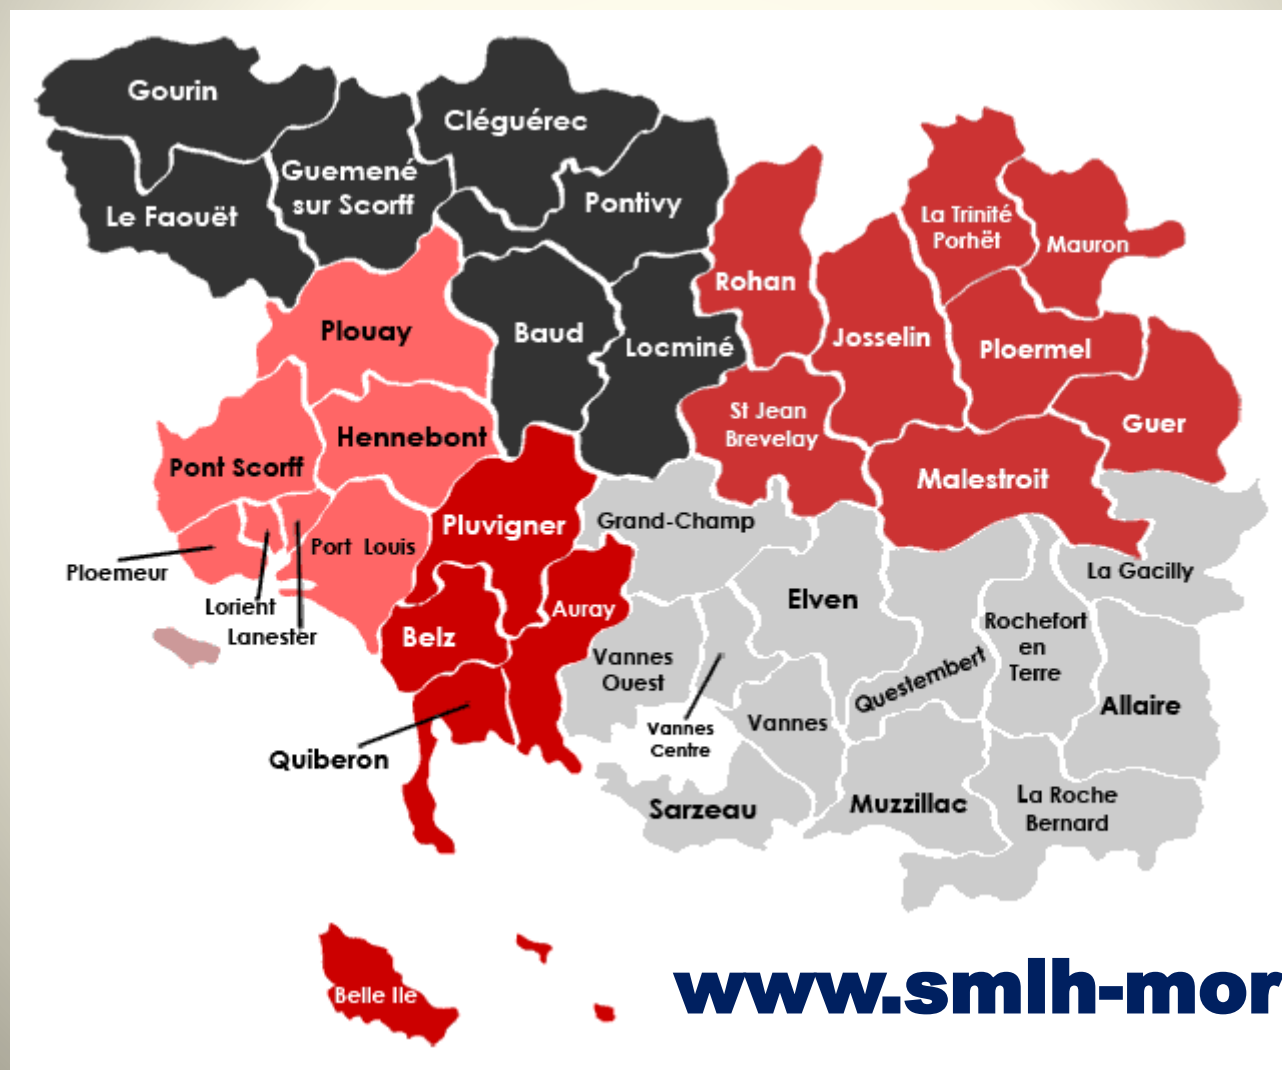 Gourin
Cléguérec
Guemené
sur Scorff
Le Faouët
Pontivy
La Trinité
Porhët
Mauron
Rohan
Plouay
Baud
Locminé
Josselin
Ploermel
St Jean
Brevelay
Guer
Hennebont
Pont Scorff
Malestroit
Pluvigner
Grand-Champ
Port Louis
Ploemeur
La Gacilly
Lorient
Lanester
Auray
Elven
Belz
Rochefort
en
Terre
Vannes
Ouest
Questembert
Allaire
Vannes
Centre
Vannes
Quiberon
Sarzeau
Muzzillac
La Roche
Bernard
Belle Ile
www.smlh-mor